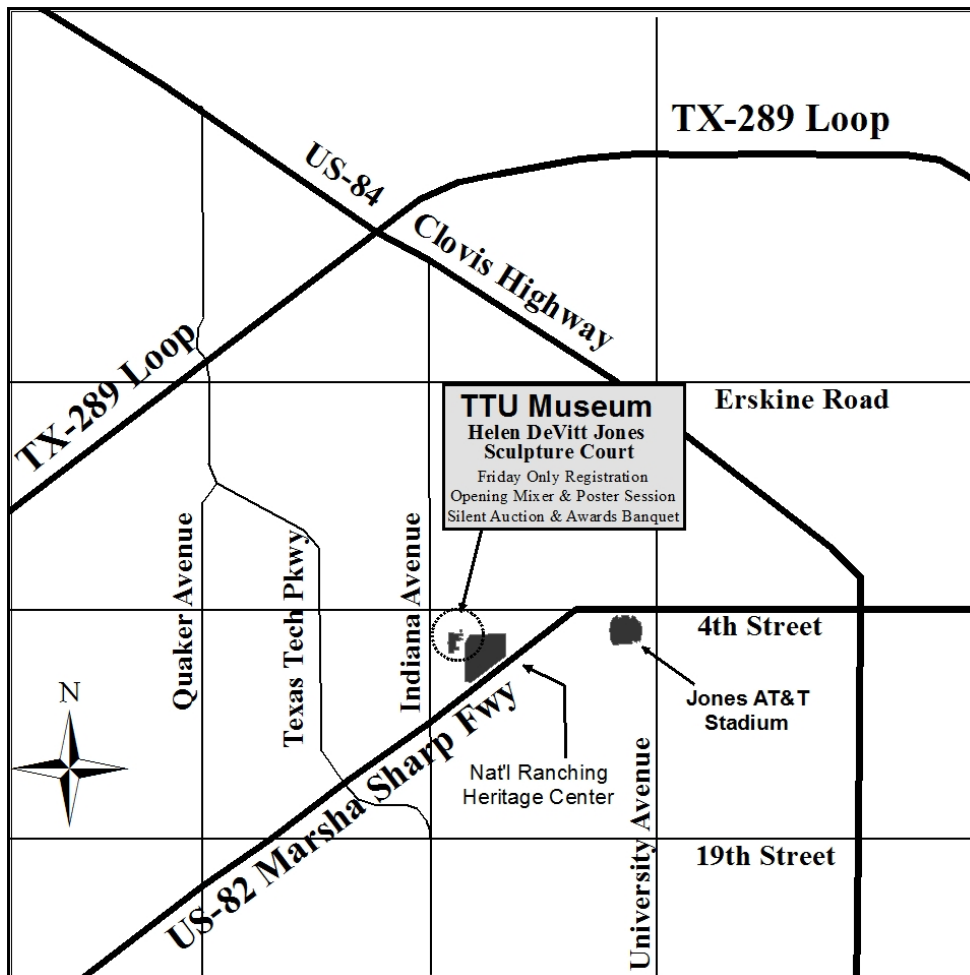 TX-289 Loop
US-84
Clovis Highway
TX-289 Loop
TTU Museum
Helen DeVitt Jones
Sculpture Court
Friday Only Registration
Opening Mixer & Poster Session
Silent Auction & Awards Banquet
Erskine Road
Quaker Avenue
Texas Tech Pkwy
Indiana Avenue
4th Street
N
Jones AT&T
Stadium
US-82 Marsha Sharp Fwy
Nat'l Ranching
Heritage Center
University Avenue
19th Street